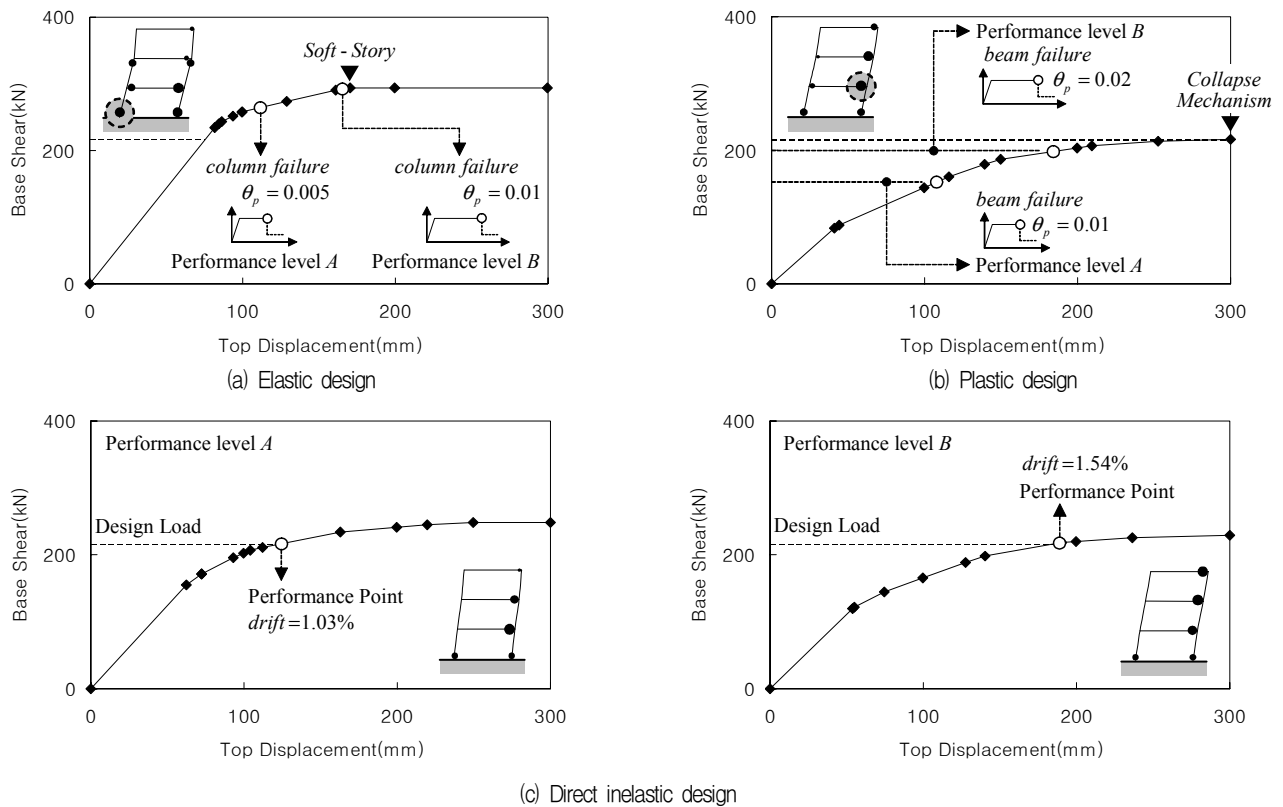 400
200
0
Base Shear(kN)
Soft - Story
column failure
θp = 0.005
Performance level A
column failure
θp = 0.01
Performance level B
0 100 200 300
Top Displacement(mm)
(a) Elastic design
400
200
0
Base Shear(kN)
Performance level B
beam failure
θp = 0.02
Collapse
Mechanism
beam failure
θp = 0.01
Performance level A
0 100 200 300
Top Displacement(mm)
(b) Plastic design
400
200
0
Base Shear(kN)
Performance level A
Design Load
Performance Point
drift=1.03%
0 100 200 300
Top Displacement(mm)
400
200
0
Base Shear(kN)
Performance level B
drift=1.54%
Performance Point
Design Load
0 100 200 300
Top Displacement(mm)
(c) Direct inelastic design